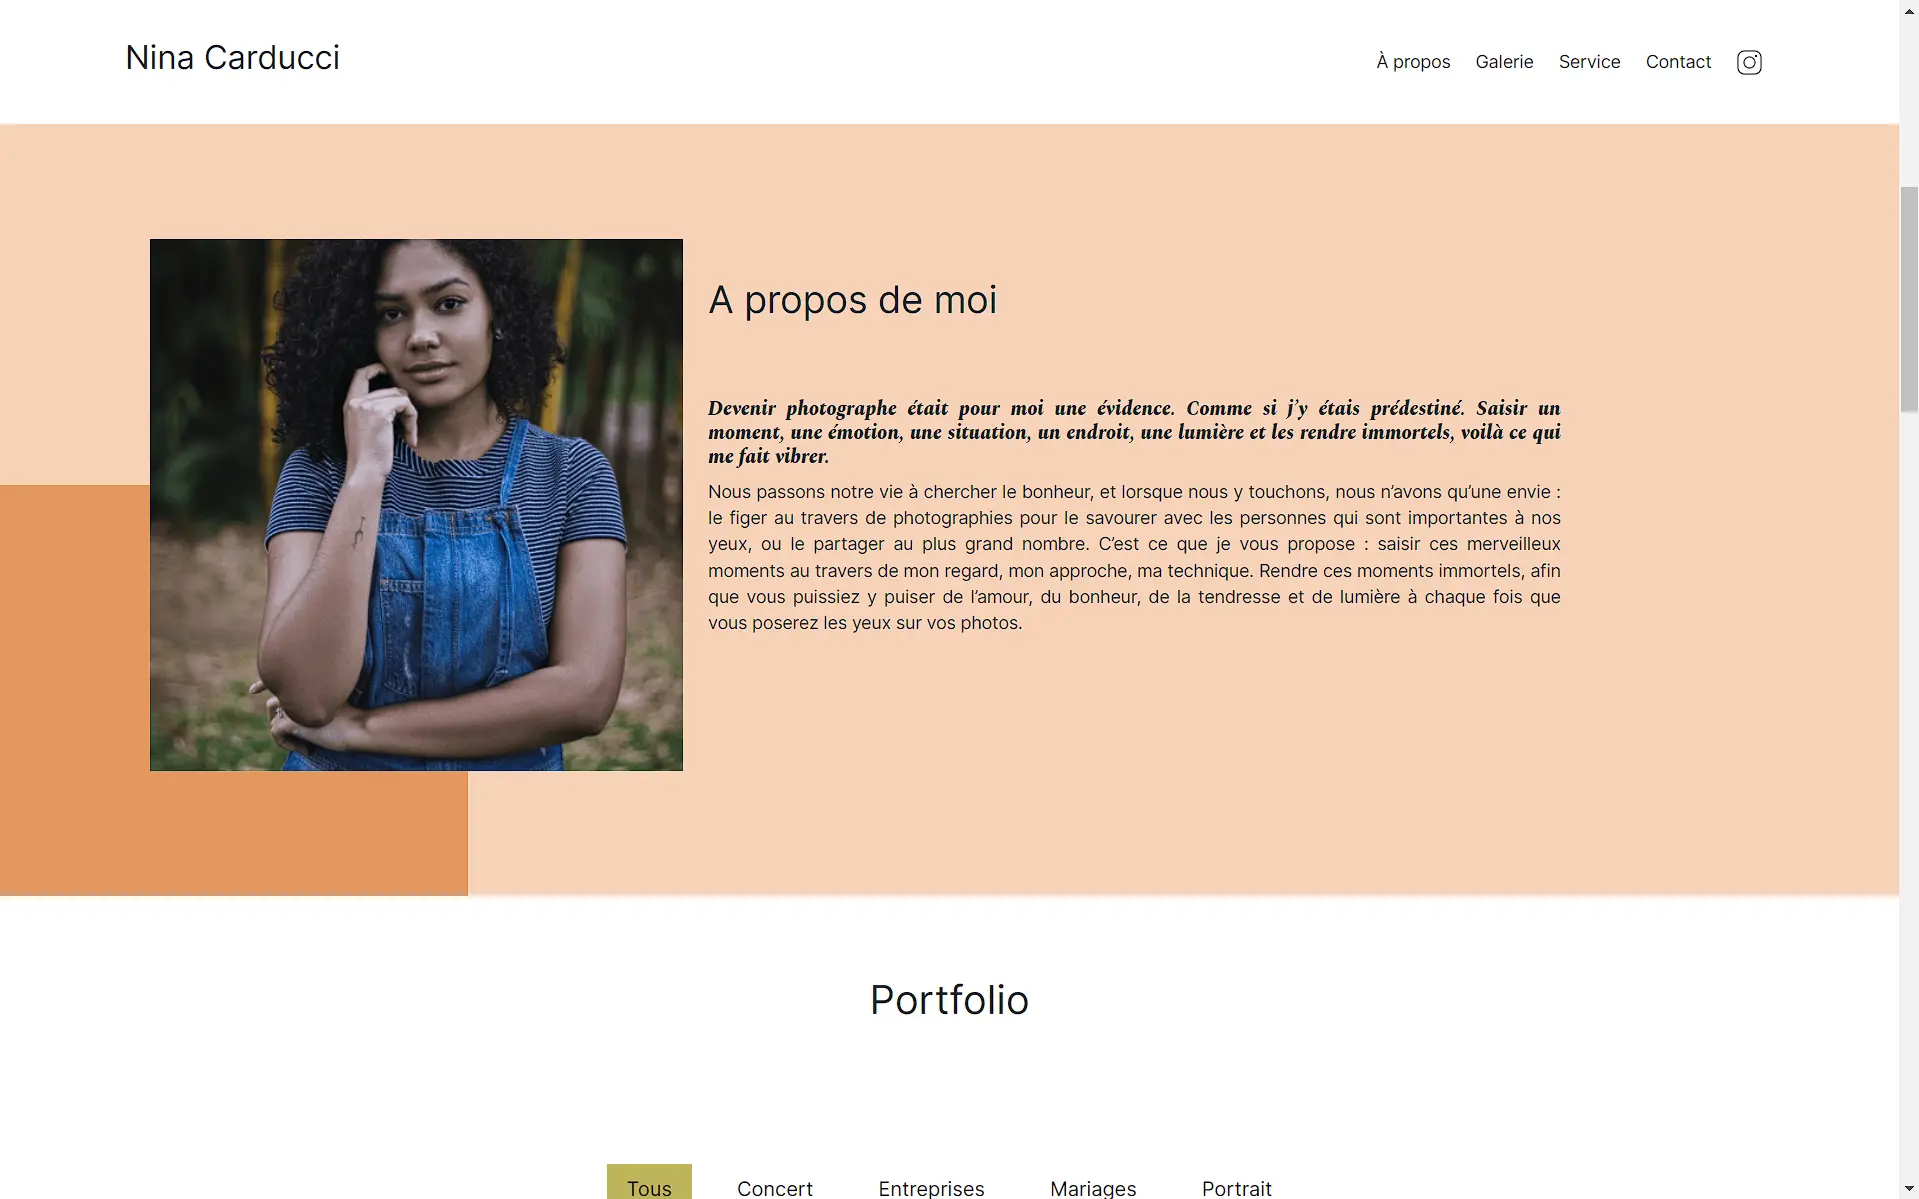 Nina Carducci
À propos Galerie Service Contact
A propos de moi
Devenir photographe était pour moi une évidence. Comme si j’y étais prédestiné. Saisir un
moment, une émotion, une situation, un endroit, une lumière et les rendre immortels, voilà ce qui
me fait vibrer.
Nous passons notre vie à chercher le bonheur, et lorsque nous y touchons, nous n’avons qu’une envie :
le figer au travers de photographies pour le savourer avec les personnes qui sont importantes à nos
yeux, ou le partager au plus grand nombre. C’est ce que je vous propose : saisir ces merveilleux
moments au travers de mon regard, mon approche, ma technique. Rendre ces moments immortels, afin
que vous puissiez y puiser de l’amour, du bonheur, de la tendresse et de lumière à chaque fois que
vous poserez les yeux sur vos photos.
Portfolio
Tous Concert Entreprises Mariages Portrait